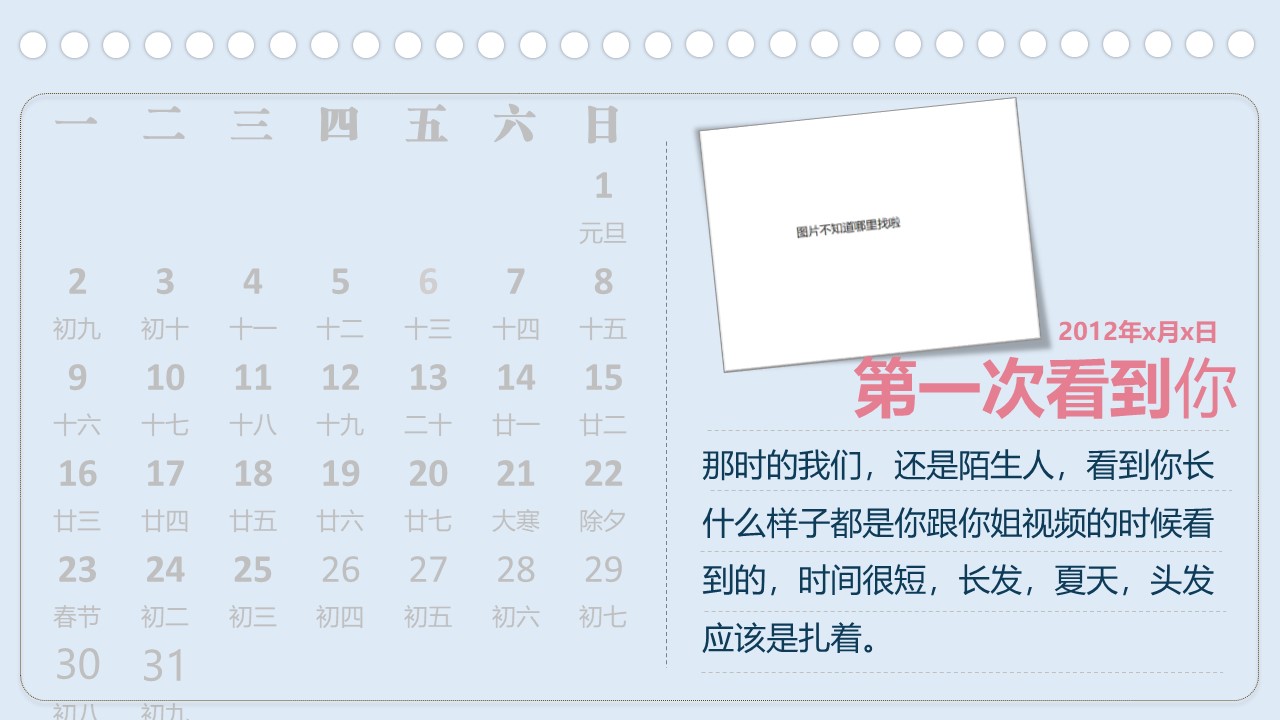 一 二 三 四 五 六 日
1
元旦
2 3 4 5 6 7 8
初九 初十 十一 十二 十三 十四 十五
9 10 11 12 13 14 15
十六 十七 十八 十九 二十 廿一 廿二
16 17 18 19 20 21 22
廿三 廿四 廿五 廿六 廿七 大寒 除夕
23 24 25 26 27 28 29
春节 初二 初三 初四 初五 初六 初七
30 31
初八 初九
图片不知道哪里找啦
2012年x月x日
第一次看到你
那时的我们，还是陌生人，看到你长
什么样子都是你跟你姐视频的时候看
到的，时间很短，长发，夏天，头发
应该是扎着。